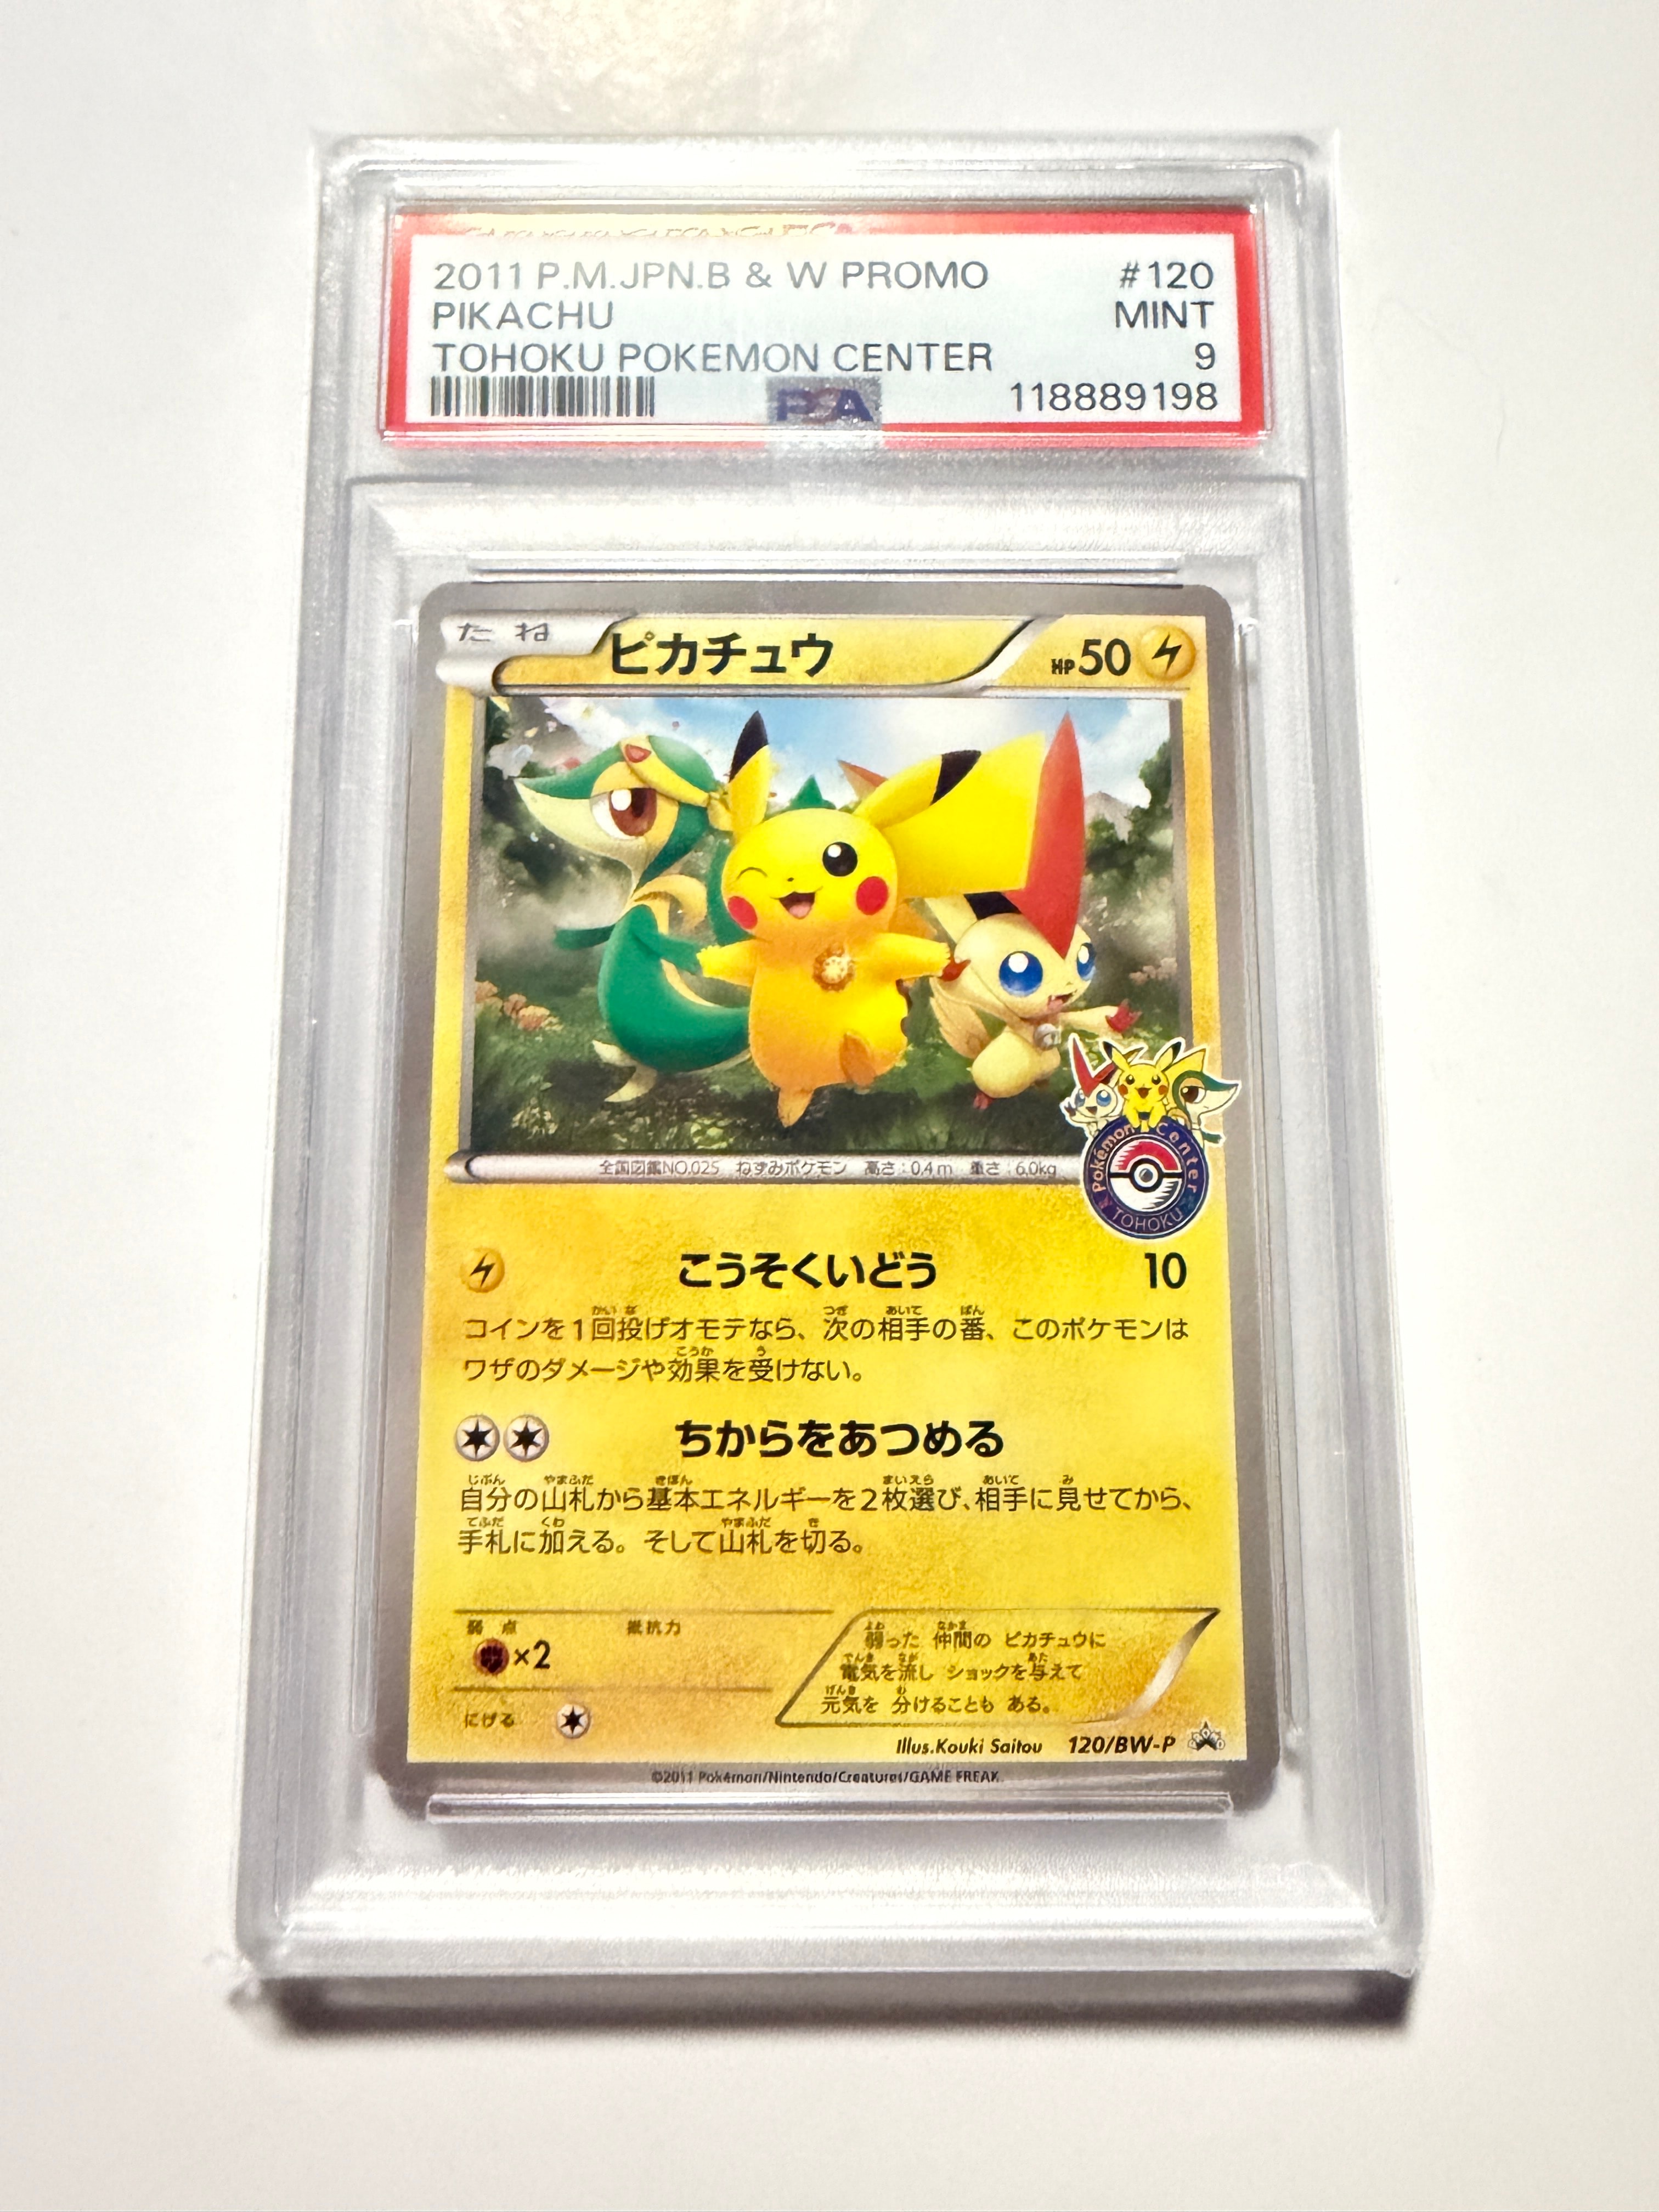 2011 P.M.JPN.B & W PROMO #120
PIKACHU MINT
TOHOKU POKEMON CENTER 9
PSA 118889198
たね ピカチュウ HP50
Pokémon Center
TOHOKU
全国図鑑NO.025 ねずみポケモン 高さ:0.4m 重さ:6.0kg
こうそくいどう 10
コインを1回投げオモテなら、次の相手の番、このポケモンは
ワザのダメージや効果を受けない。
ちからをあつめる
自分の山札から基本エネルギーを2枚選び、相手に見せてから、
手札に加える。そして山札を切る。
弱点 抵抗力
×2
にげる
弱った 仲間の ピカチュウに
電気を流し ショックを与えて
元気を 分けることも ある。
Illus.Kouki Saitou 120/BW-P
©2011 Pokémon/Nintendo/Creatures/GAME FREAK.